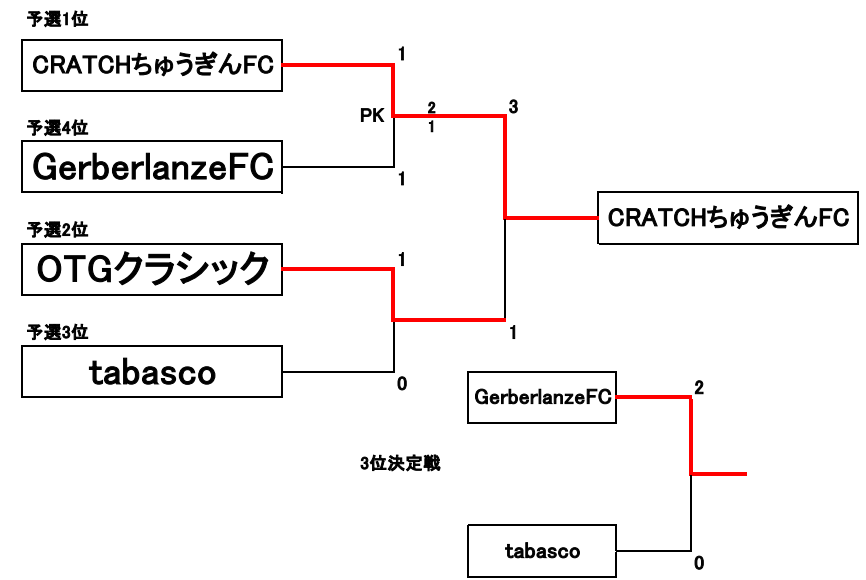 予選1位
CRATCHちゅうぎんFC
1
PK
2
1
3
予選4位
GerberlanzeFC
1
CRATCHちゅうぎんFC
予選2位
OTGクラシック
1
予選3位
tabasco
0
1
GerberlanzeFC
2
3位決定戦
tabasco
0